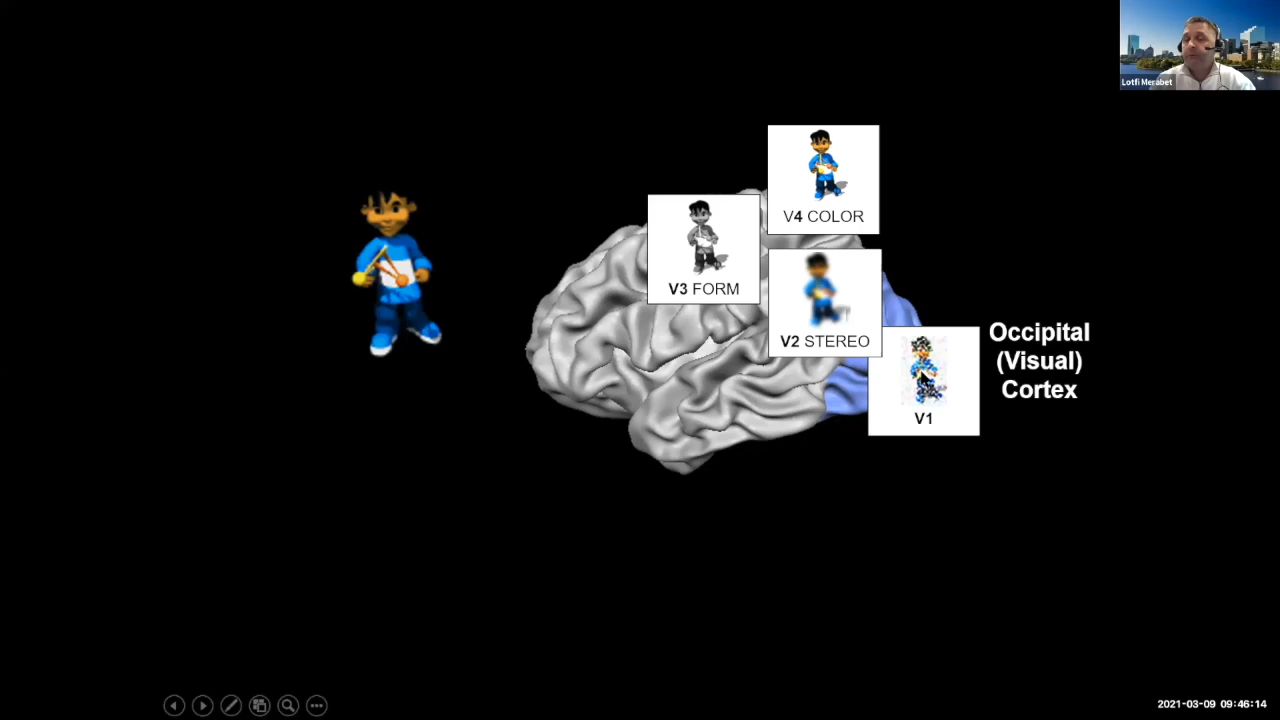 Lotfi Merabet
V4 COLOR
V3 FORM
V2 STEREO
Occipital
(Visual)
Cortex
V1
2021-03-09 09:46:14